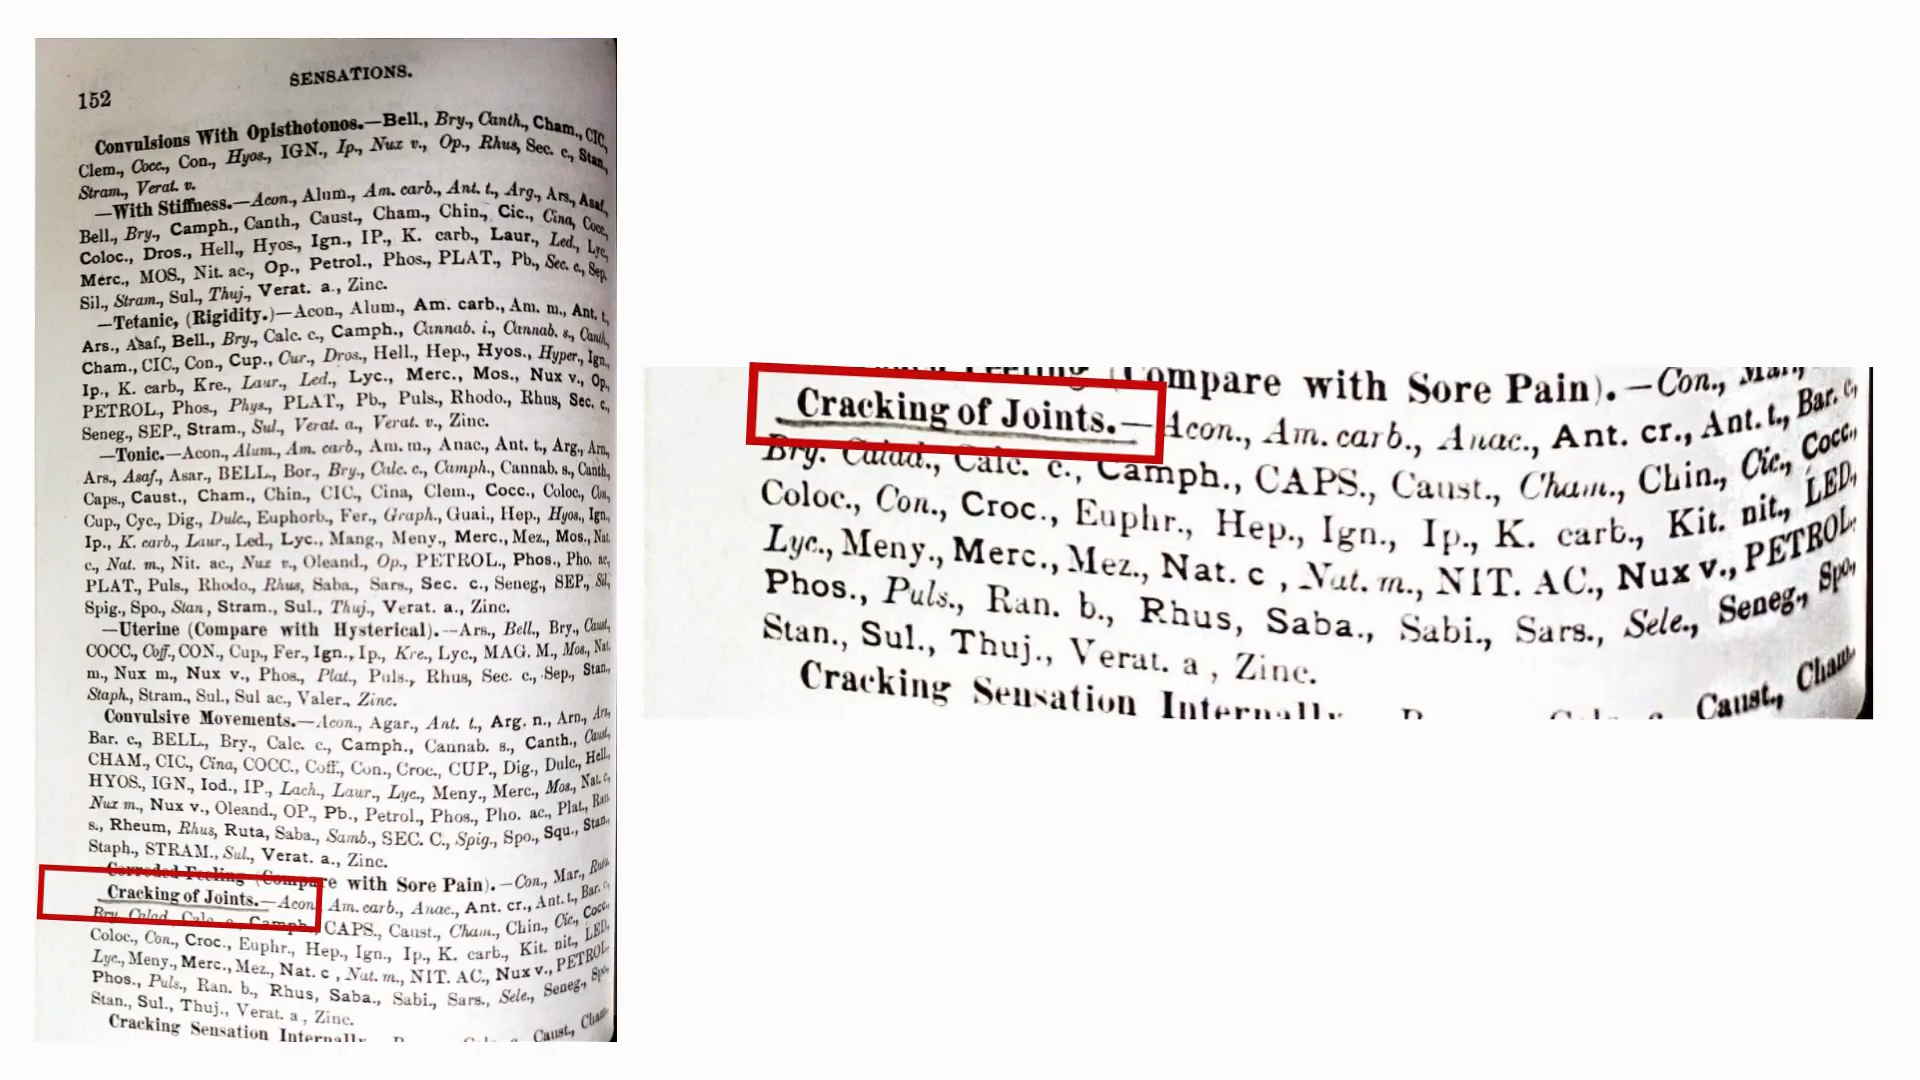 152
SENSATIONS.
Convulsions With Opisthotonos.—Bell., Bry., Canth., Cham., CIC,
Clem., Cocc., Con., Hyos., IGN., Ip., Nux v., Op., Rhus, Sec. c., Stan.,
Stram., Verat. v.
—With Stiffness.—Acon., Alum., Am. carb., Ant. t., Arg., Ars., Asaf.,
Bell., Bry., Camph., Canth., Caust., Cham., Chin., Cic., Cina, Cocc.,
Coloc., Dros., Hell., Hyos., Ign., IP., K. carb., Laur., Led., Lyc.,
Merc., MOS., Nit. ac., Op., Petrol., Phos., PLAT., Pb., Sec. c., Sep.
Sil., Stram., Sul., Thuj., Verat. a., Zinc.
—Tetanic, (Rigidity.)—Acon., Alum., Am. carb., Am. m., Ant. t.,
Ars., Asaf., Bell., Bry., Calc. c., Camph., Cannab. i., Cannab. s., Canth.,
Cham., CIC., Con., Cup., Cur., Dros., Hell., Hep., Hyos., Hyper., Ign.,
Ip., K. carb., Kre., Laur., Led., Lyc., Merc., Mos., Nux v., Op.,
PETROL., Phos., Phys., PLAT., Pb., Puls., Rhodo., Rhus, Sec. c.,
Seneg., SEP., Stram., Sul., Verat. a., Verat. v., Zinc.
—Tonic.—Acon., Alum., Am. carb., Am. m., Anac., Ant. t., Arg., Arn,
Ars., Asaf., Asar., BELL., Bor., Bry., Calc. c., Camph., Cannab. s., Canth.,
Caps., Caust., Cham., Chin., CIC., Cina, Clem., Cocc., Coloc., Con,
Cup., Cyc., Dig., Dulc., Euphorb., Fer., Graph., Guai., Hep., Hyos., Ign.,
Ip., K. carb., Laur., Led., Lyc., Mang., Meny., Merc., Mez., Mos., Nat.
c., Nat. m., Nit. ac., Nux v., Oleand., Op., PETROL., Phos., Pho. ac,
PLAT., Puls., Rhodo., Rhus, Saba., Sars., Sec. c., Seneg., SEP., Sil,
Spig., Spo., Stan, Stram., Sul., Thuj., Verat. a., Zinc.
—Uterine (Compare with Hysterical).—Ars., Bell., Bry., Caust,
COCC., Coff., CON., Cup., Fer., Ign., Ip., Kre., Lyc., MAG. M., Mos., Nat.
m., Nux m., Nux v., Phos., Plat., Puls., Rhus, Sec. c., Sep., Stan.,
Staph., Stram., Sul., Sul ac., Valer., Zinc.
Convulsive Movements.—Acon., Agar., Ant. t., Arg. n., Arn., Ars,
Bar. c., BELL., Bry., Calc. c., Camph., Cannab. s., Canth., Caust,
CHAM., CIC., Cina, COCC., Coff., Con., Croc., CUP., Dig., Dulc., Hell.,
HYOS., IGN., Iod., IP., Lach., Laur., Lyc., Meny., Merc., Mos., Nat. c,
Nux m., Nux v., Oleand., OP., Pb., Petrol., Phos., Pho. ac., Plat., Ran.
s., Rheum, Rhus, Ruta, Saba., Samb., SEC. C., Spig., Spo., Squ., Stan.,
Staph., STRAM., Sul., Verat. a., Zinc.
Corroded Feeling (Compare with Sore Pain).—Con., Mar., Ruta.
Cracking of Joints.—Acon Am. carb., Anac., Ant. cr., Ant. t., Bar. c,
Bry. Calad., Calc. c., Camph., CAPS., Caust., Cham., Chin., Cic., Cocc.,
Coloc., Con., Croc., Euphr., Hep., Ign., Ip., K. carb., Kit. nit., LED.,
Lyc., Meny., Merc., Mez., Nat. c , Nat. m., NIT. AC., Nux v., PETROL.
Phos., Puls., Ran. b., Rhus, Saba., Sabi., Sars., Sele., Seneg., Spo.,
Stan., Sul., Thuj., Verat. a , Zinc.
Cracking Sensation Internally Caust., Cham.
Feeling (Compare with Sore Pain).—Con., Mar.,
Cracking of Joints.—Acon., Am. carb., Anac., Ant. cr., Ant. t., Bar. c,
Bry. Calad., Calc. c., Camph., CAPS., Caust., Cham., Chin., Cic., Cocc.,
Coloc., Con., Croc., Euphr., Hep., Ign., Ip., K. carb., Kit. nit., LED,
Lyc., Meny., Merc., Mez., Nat. c , Nat. m., NIT. AC., Nux v., PETROL.
Phos., Puls., Ran. b., Rhus, Saba., Sabi., Sars., Sele., Seneg., Spo,
Stan., Sul., Thuj., Verat. a , Zinc.
Cracking Sensation Internally Caust., Cham.